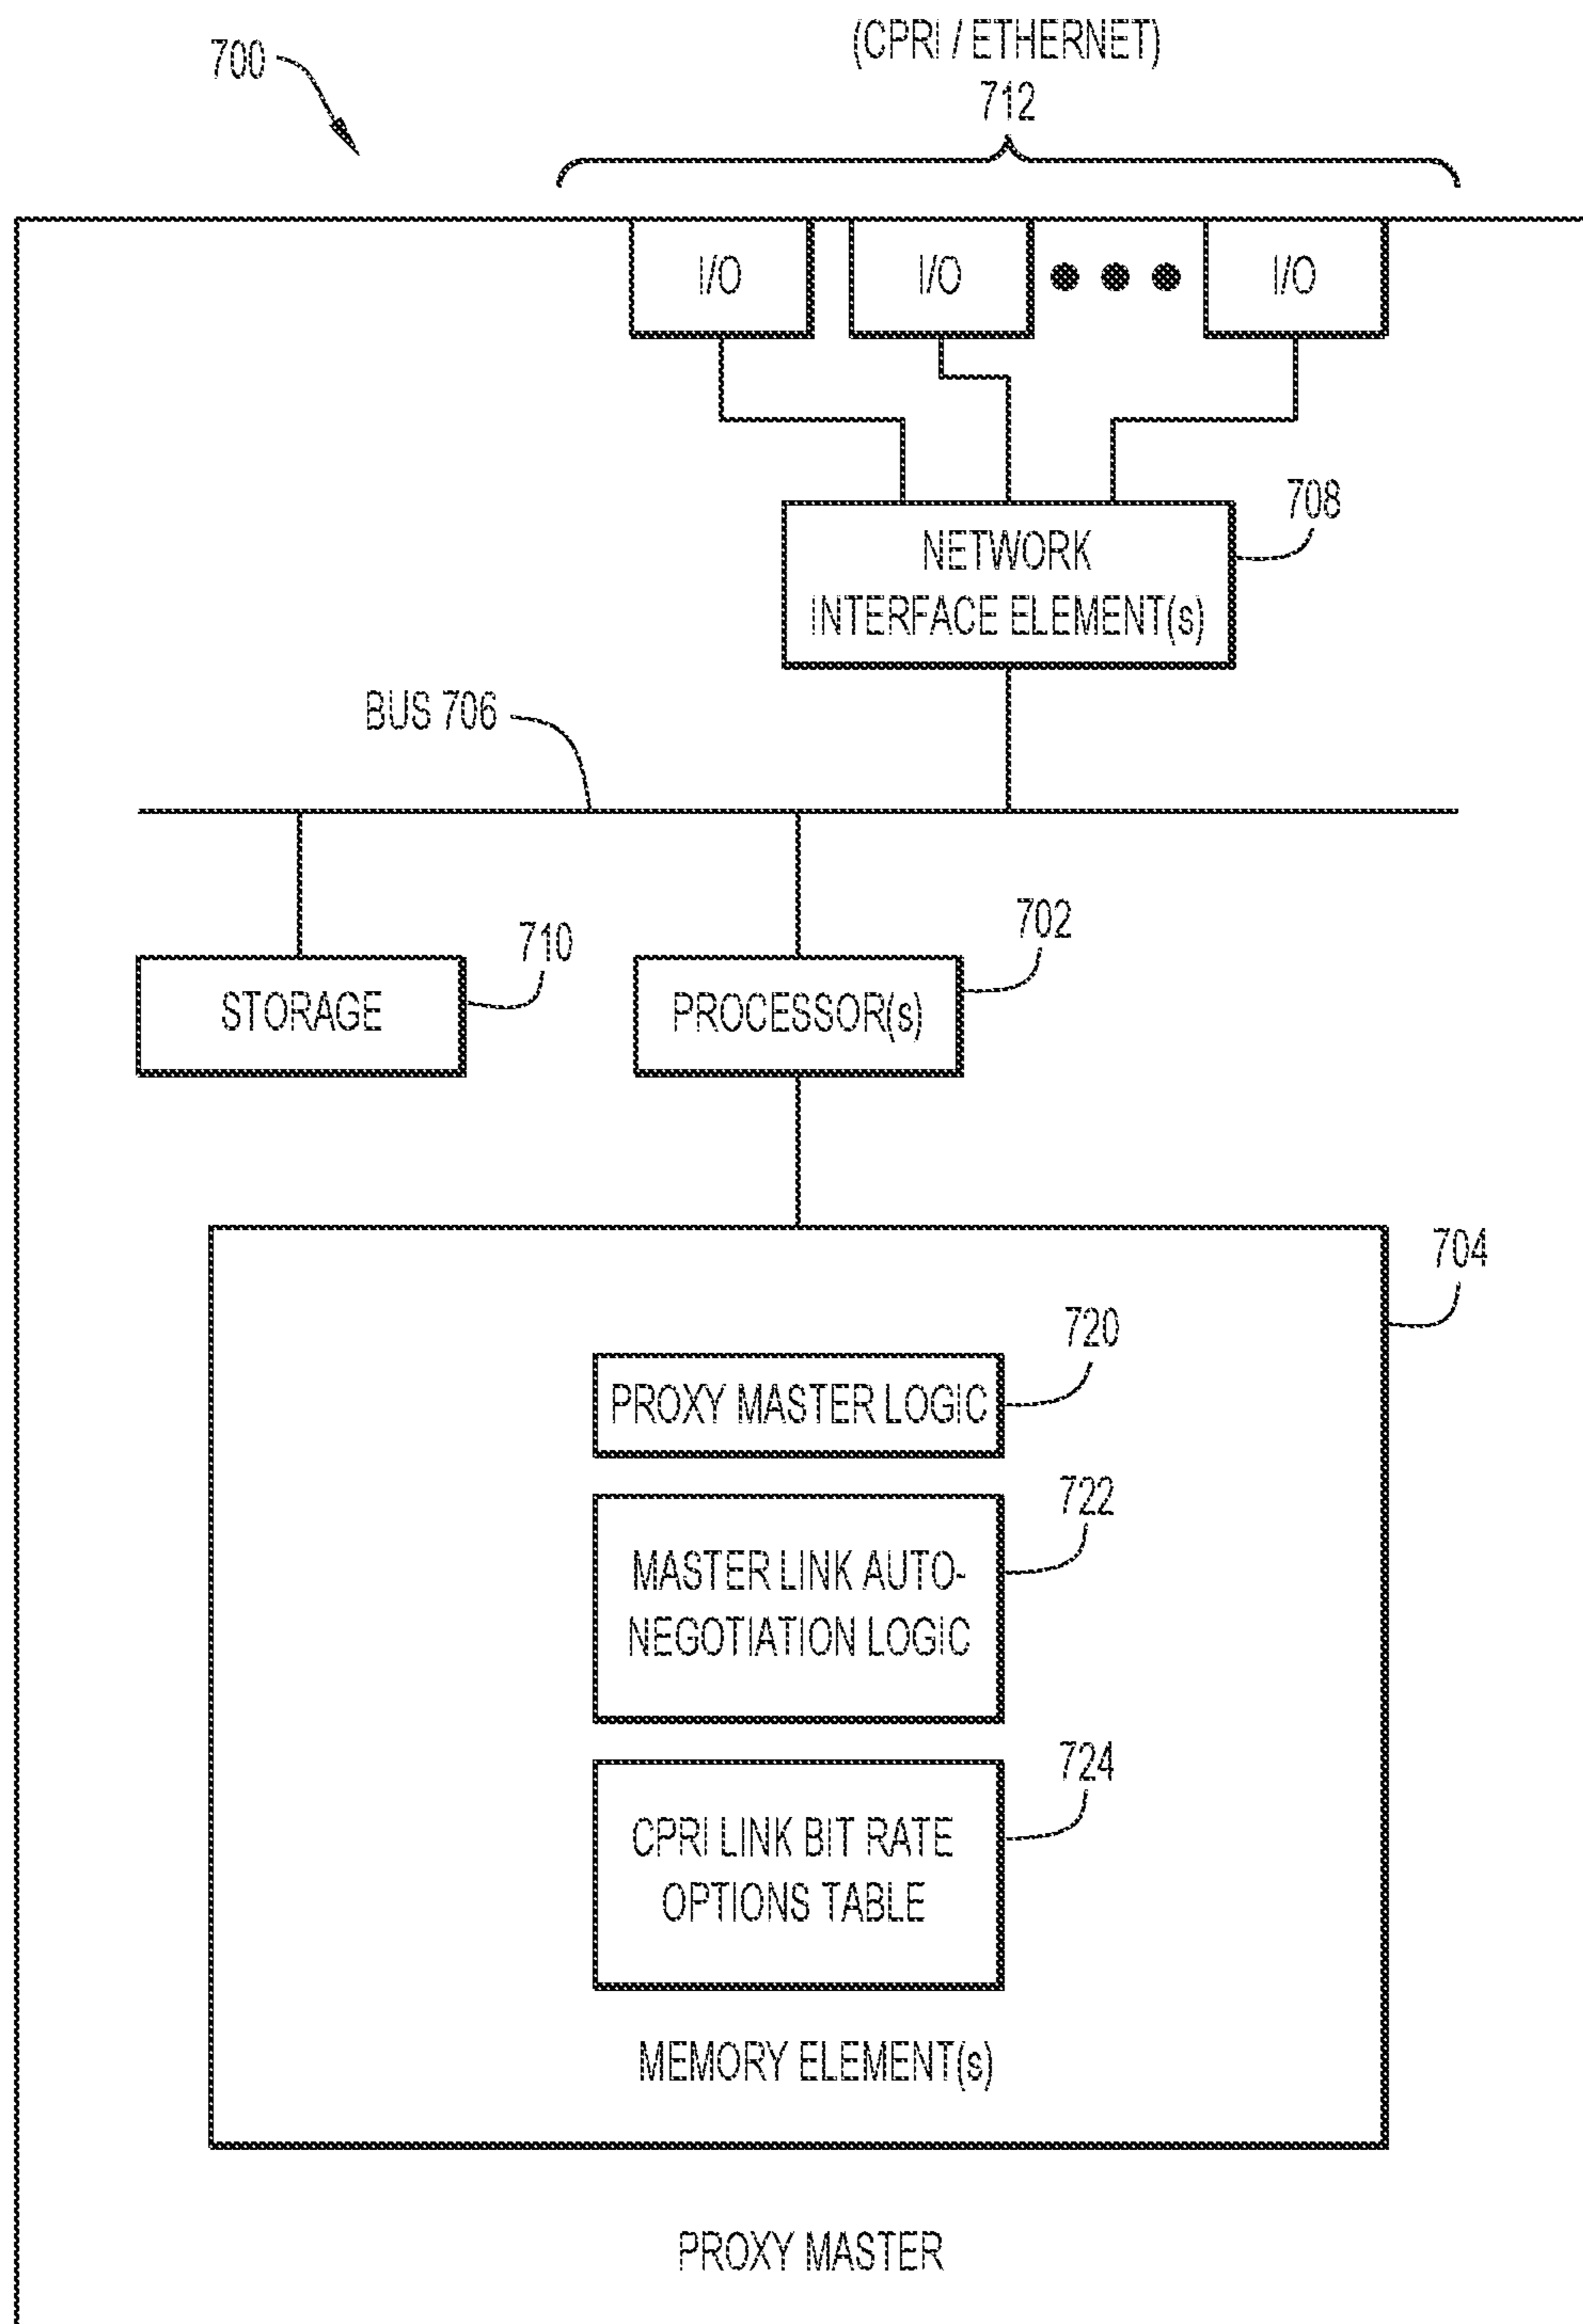 (CPRI / ETHERNET)
700
712
I/O
I/O
I/O
708
NETWORK
INTERFACE ELEMENT(s)
BUS 706
710
702
STORAGE
PROCESSOR(s)
704
720
PROXY MASTER LOGIC
722
MASTER LINK AUTO-
NEGOTIATION LOGIC
724
CPRI LINK BIT RATE
OPTIONS TABLE
MEMORY ELEMENT(s)
PROXY MASTER